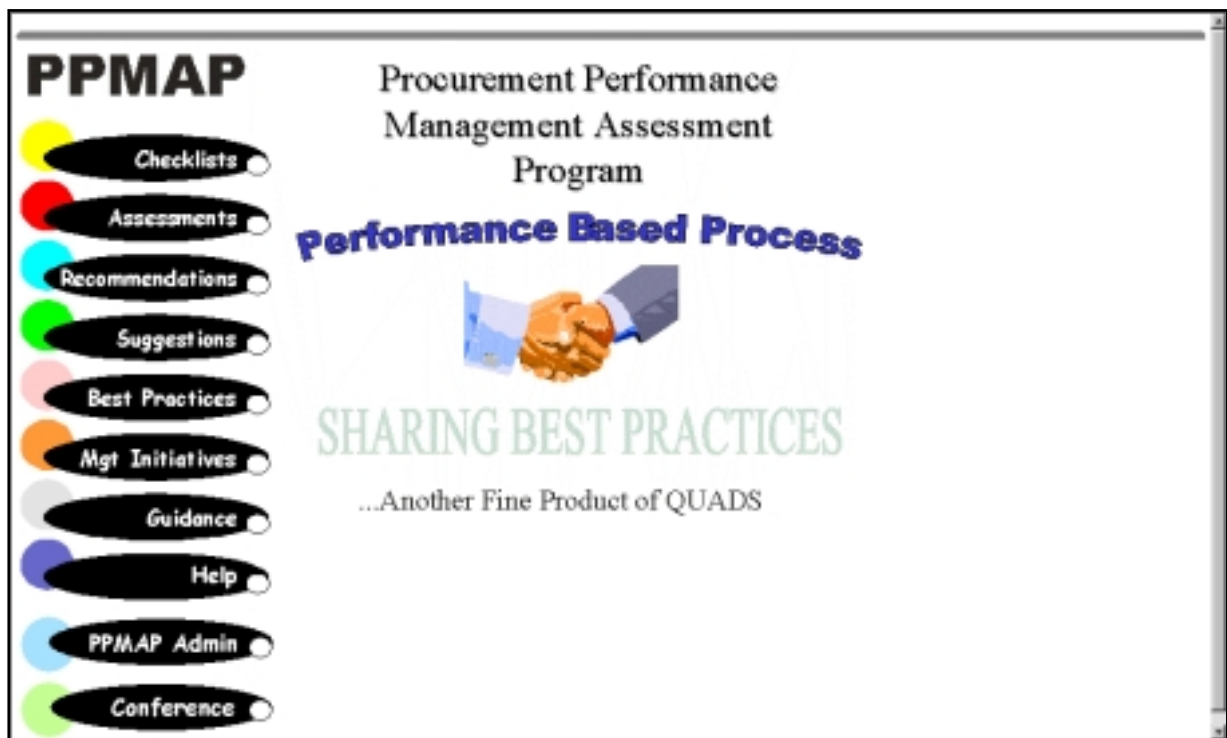 PPMAP
Checklists
Assessments
Recommendations
Suggestions
Best Practices
Mgt Initiatives
Guidance
Help
PPMAP Admin
Conference
Procurement Performance
Management Assessment
Program
Performance Based Process
SHARING BEST PRACTICES
...Another Fine Product of QUADS